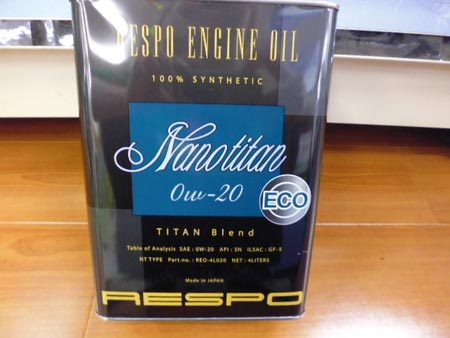 RESPO ENGINE OIL
100% SYNTHETIC
Nanotitan
0w-20
ECO
TITAN Blend
Table of Analysis SAE : 0W-20 API : SN ILSAC : GF-5
NT TYPE Part.no. : REO-4L020 NET : 4LITERS
Made in JAPAN
RESPO